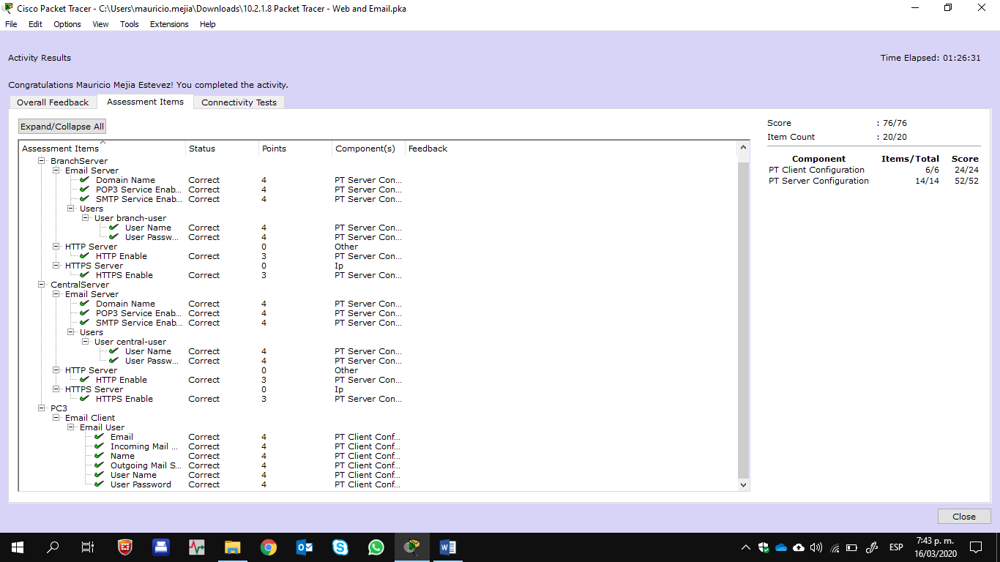 Cisco Packet Tracer - C:\Users\mauricio.mejia\Downloads\10.2.1.8 Packet Tracer - Web and Email.pka
File Edit Options View Tools Extensions Help
Activity Results
Time Elapsed: 01:26:31
Congratulations Mauricio Mejia Estevez! You completed the activity.
Overall Feedback Assessment Items Connectivity Tests
Expand/Collapse All
Assessment Items Status Points Component(s) Feedback
BranchServer
Email Server
Domain Name Correct 4 PT Server Con...
POP3 Service Enab... Correct 4 PT Server Con...
SMTP Service Enab... Correct 4 PT Server Con...
Users
User branch-user
User Name Correct 4 PT Server Con...
User Passw... Correct 4 PT Server Con...
HTTP Server 0 Other
HTTP Enable Correct 3 PT Server Con...
HTTPS Server 0 Ip
HTTPS Enable Correct 3 PT Server Con...
CentralServer
Email Server
Domain Name Correct 4 PT Server Con...
POP3 Service Enab... Correct 4 PT Server Con...
SMTP Service Enab... Correct 4 PT Server Con...
Users
User central-user
User Name Correct 4 PT Server Con...
User Passw... Correct 4 PT Server Con...
HTTP Server 0 Other
HTTP Enable Correct 3 PT Server Con...
HTTPS Server 0 Ip
HTTPS Enable Correct 3 PT Server Con...
PC3
Email Client
Email User
Email Correct 4 PT Client Conf...
Incoming Mail ... Correct 4 PT Client Conf...
Name Correct 4 PT Client Conf...
Outgoing Mail S... Correct 4 PT Client Conf...
User Name Correct 4 PT Client Conf...
User Password Correct 4 PT Client Conf...
Score : 76/76
Item Count : 20/20
Component Items/Total Score
PT Client Configuration 6/6 24/24
PT Server Configuration 14/14 52/52
Close
ESP
7:43 p. m.
16/03/2020